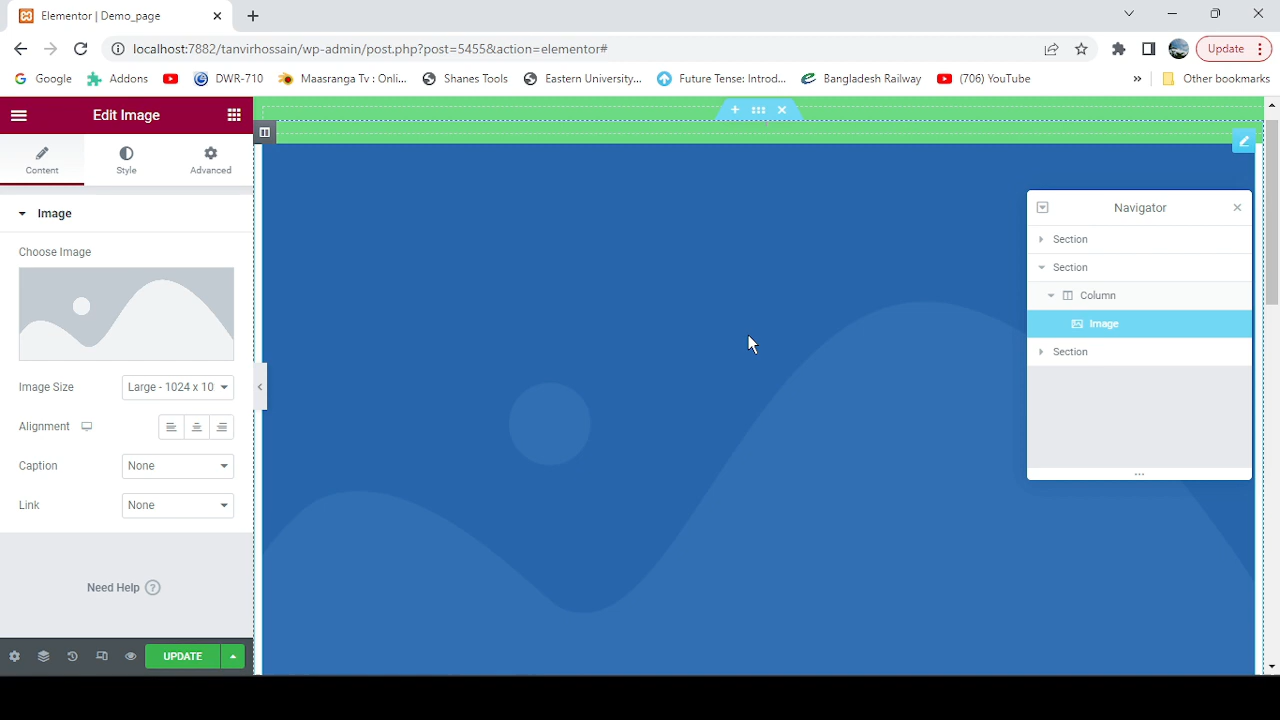 Elementor | Demo_page
localhost:7882/tanvirhossain/wp-admin/post.php?post=5455&action=elementor#
Update
Google Addons DWR-710 Maasranga Tv : Onli... Shanes Tools Eastern University,... Future Tense: Introd... Bangladesh Railway (706) YouTube » Other bookmarks
Edit Image
Content Style Advanced
Image
Choose Image
Image Size Large - 1024 x 10
Alignment
Caption None
Link None
Need Help ?
UPDATE
Navigator
Section
Section
Column
Image
Section